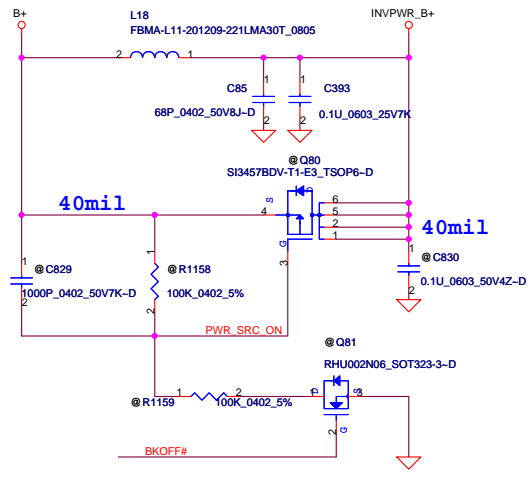 B+
L18
FBMA-L11-201209-221LMA30T_0805
INVPWR_B+
2
1
1
C85
1
C393
2
2
68P_0402_50V8J~D
0.1U_0603_25V7K
@Q80
SI3457BDV-T1-E3_TSOP6~D
40mil
S
D
4
6
5
2
1
40mil
G
3
1
@C829
1000P_0402_50V7K~D
2
1
@R1158
100K_0402_5%
2
1
@C830
0.1U_0603_50V4Z~D
2
PWR_SRC_ON
@Q81
RHU002N06_SOT323-3~D
@R1159
1
2
100K_0402_5%
1
D
S
3
2
G
BKOFF#